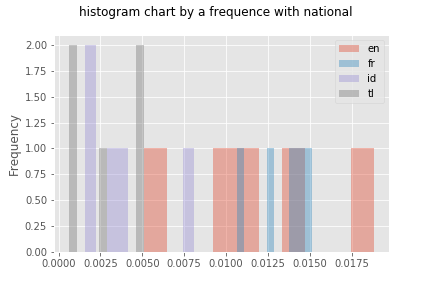 histogram chart by a frequence with national
en
fr
id
tl
Frequency
2.00
1.75
1.50
1.25
1.00
0.75
0.50
0.25
0.00
0.0000 0.0025 0.0050 0.0075 0.0100 0.0125 0.0150 0.0175